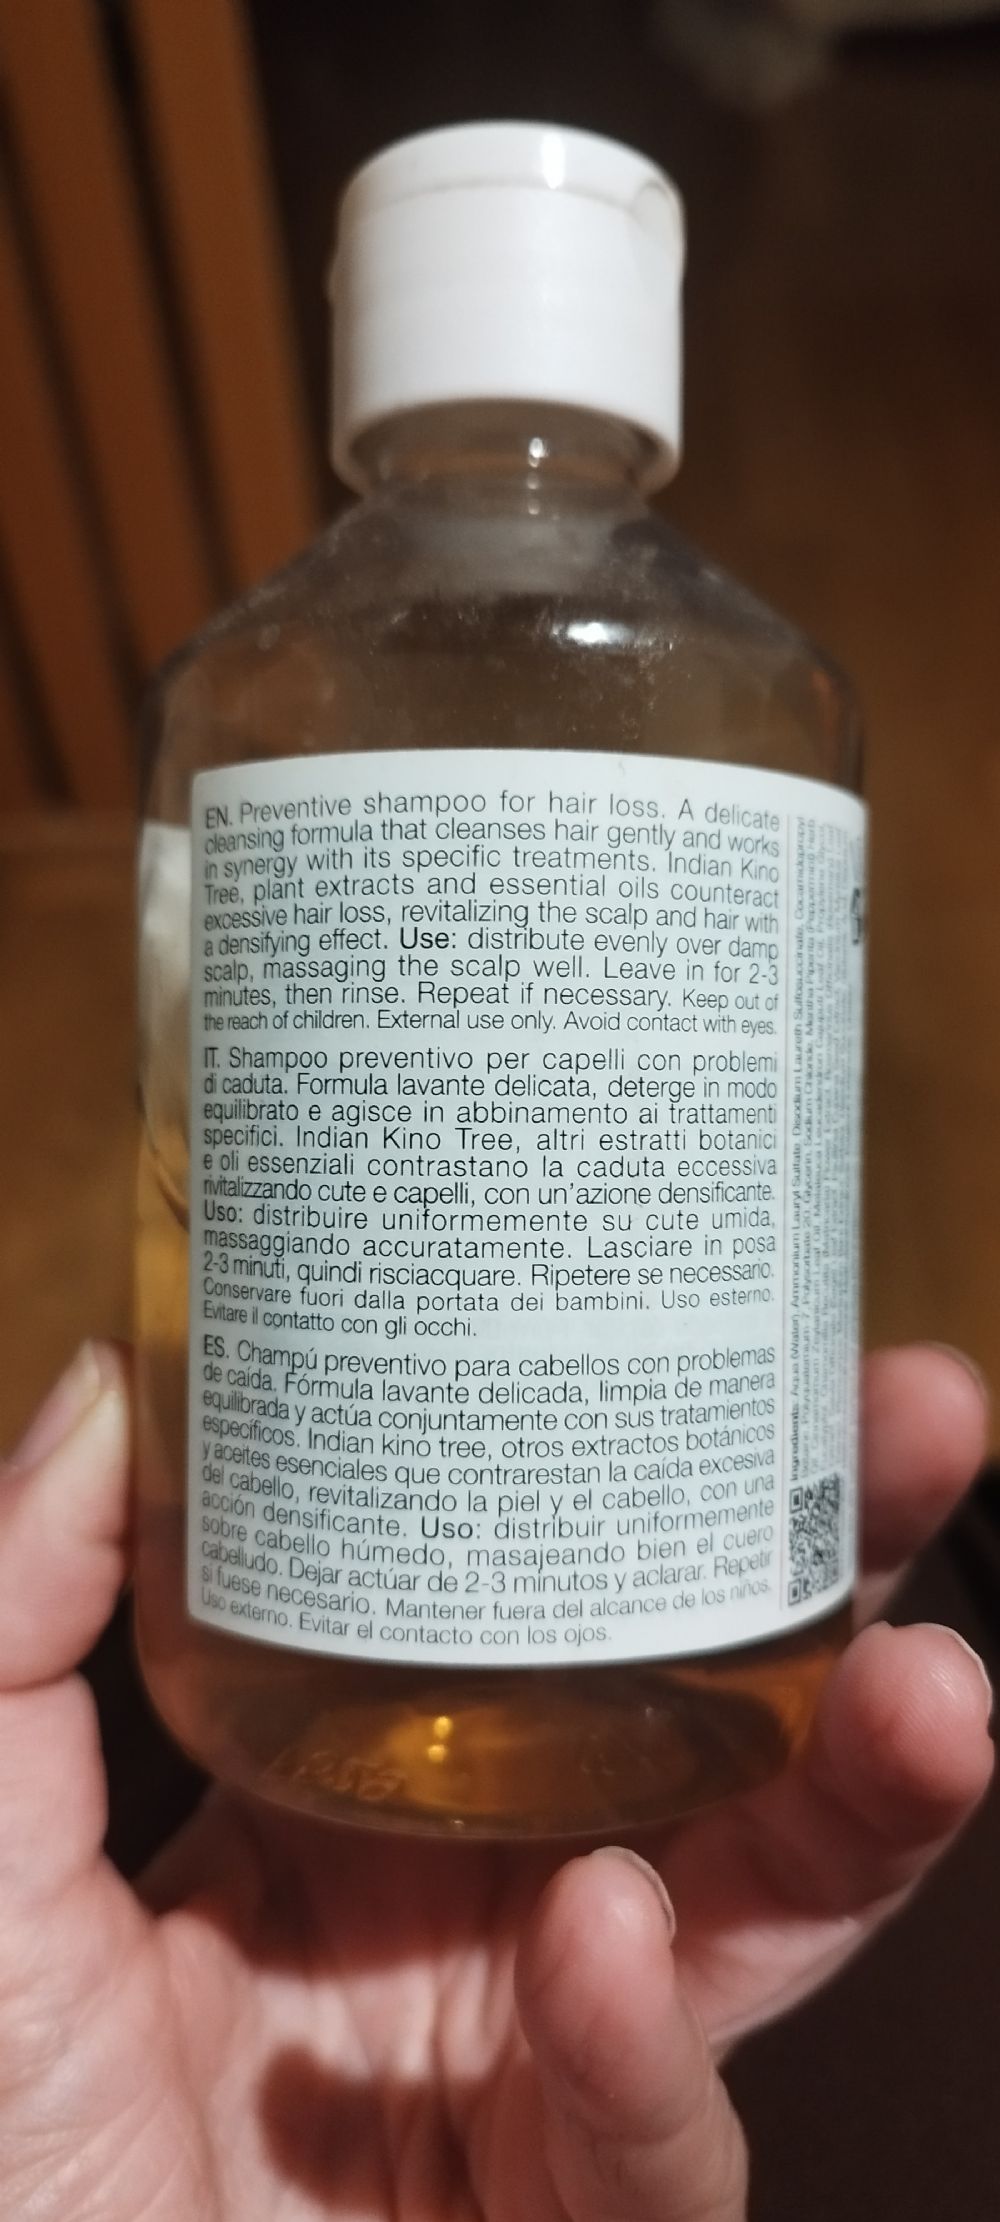 EN. Preventive shampoo for hair loss. A delicate
cleansing formula that cleanses hair gently and works
in synergy with its specific treatments. Indian Kino
Tree, plant extracts and essential oils counteract
excessive hair loss, revitalizing the scalp and hair with
a densifying effect. Use: distribute evenly over damp
scalp, massaging the scalp well. Leave in for 2-3
minutes, then rinse. Repeat if necessary. Keep out of
the reach of children. External use only. Avoid contact with eyes.
IT. Shampoo preventivo per capelli con problemi
di caduta. Formula lavante delicata, deterge in modo
equilibrato e agisce in abbinamento ai trattamenti
specifici. Indian Kino Tree, altri estratti botanici
e oli essenziali contrastano la caduta eccessiva
rivitalizzando cute e capelli, con un'azione densificante.
Uso: distribuire uniformemente su cute umida,
massaggiando accuratamente. Lasciare in posa
2-3 minuti, quindi risciacquare. Ripetere se necessario.
Conservare fuori dalla portata dei bambini. Uso esterno.
Evitare il contatto con gli occhi.
ES. Champú preventivo para cabellos con problemas
de caída. Fórmula lavante delicada, limpia de manera
equilibrada y actúa conjuntamente con sus tratamientos
específicos. Indian kino tree, otros extractos botánicos
y aceites esenciales que contrarestan la caída excesiva
del cabello, revitalizando la piel y el cabello, con una
acción densificante. Uso: distribuir uniformemente
sobre cabello húmedo, masajeando bien el cuero
cabelludo. Dejar actúar de 2-3 minutos y aclarar. Repetir
si fuese necesario. Mantener fuera del alcance de los niños.
Uso externo. Evitar el contacto con los ojos.
Ingredients: Aqua (Water), Ammonium Lauryl Sulfate, Disodium Laureth Sulfosuccinate, Cocamidopropyl